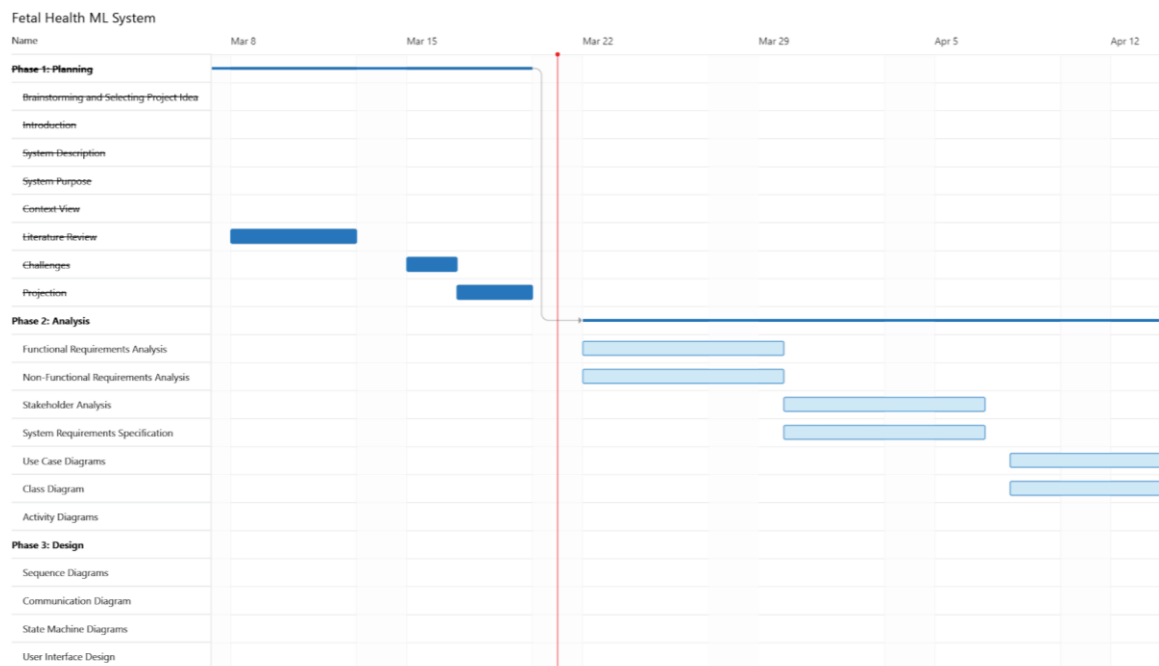 Fetal Health ML System
Name Mar 8 Mar 15 Mar 22 Mar 29 Apr 5 Apr 12
Phase 1: Planning
Brainstorming and Selecting Project Idea
Introduction
System Description
System Purpose
Context View
Literature Review
Challenges
Projection
Phase 2: Analysis
Functional Requirements Analysis
Non-Functional Requirements Analysis
Stakeholder Analysis
System Requirements Specification
Use Case Diagrams
Class Diagram
Activity Diagrams
Phase 3: Design
Sequence Diagrams
Communication Diagram
State Machine Diagrams
User Interface Design